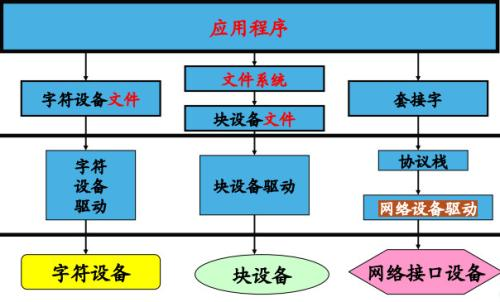 应用程序
字符设备文件
文件系统
块设备文件
套接字
字符
设备
驱动
块设备驱动
协议栈
网络设备驱动
字符设备
块设备
网络接口设备